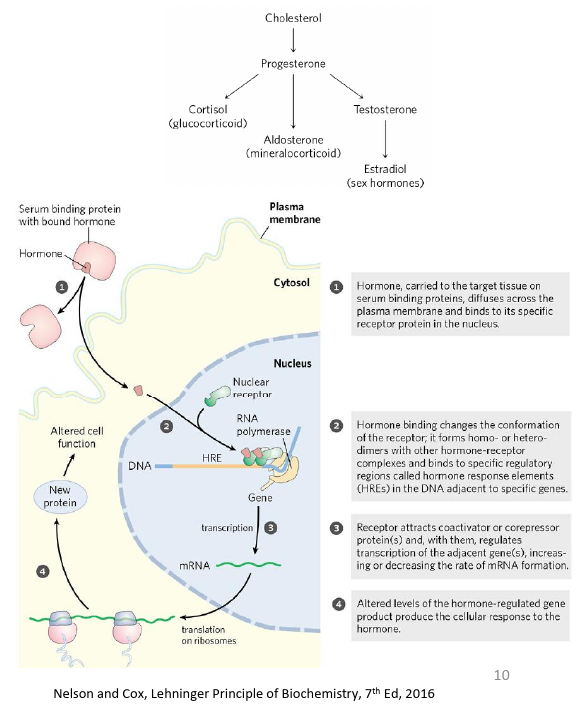 Cholesterol
Progesterone
Cortisol
(glucocorticoid)
Aldosterone
(mineralocorticoid)
Testosterone
Estradiol
(sex hormones)
Serum binding protein
with bound hormone
Hormone
1
Plasma
membrane
Cytosol
Nucleus
Nuclear
receptor
2
RNA
polymerase
HRE
DNA
Gene
transcription
3
mRNA
translation
on ribosomes
4
New
protein
Altered cell
function
1
Hormone, carried to the target tissue on
serum binding proteins, diffuses across the
plasma membrane and binds to its specific
receptor protein in the nucleus.
2
Hormone binding changes the conformation
of the receptor; it forms homo- or hetero-
dimers with other hormone-receptor
complexes and binds to specific regulatory
regions called hormone response elements
(HREs) in the DNA adjacent to specific genes.
3
Receptor attracts coactivator or corepressor
protein(s) and, with them, regulates
transcription of the adjacent gene(s), increas-
ing or decreasing the rate of mRNA formation.
4
Altered levels of the hormone-regulated gene
product produce the cellular response to the
hormone.
10
Nelson and Cox, Lehninger Principle of Biochemistry, 7th Ed, 2016